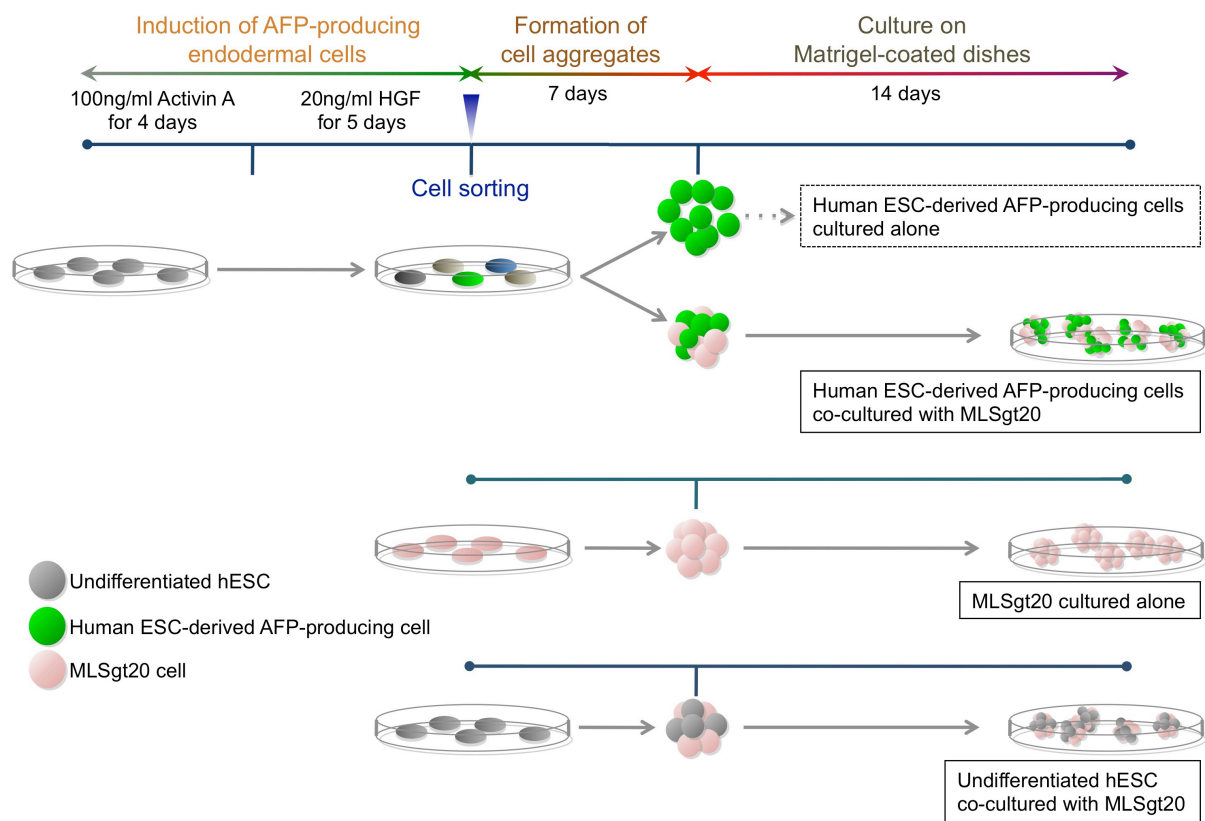 Induction of AFP-producing
endodermal cells
Formation of
cell aggregates
Culture on
Matrigel-coated dishes
100ng/ml Activin A
for 4 days
20ng/ml HGF
for 5 days
7 days
14 days
Cell sorting
Human ESC-derived AFP-producing cells
cultured alone
Human ESC-derived AFP-producing cells
co-cultured with MLSgt20
Undifferentiated hESC
Human ESC-derived AFP-producing cell
MLSgt20 cell
MLSgt20 cultured alone
Undifferentiated hESC
co-cultured with MLSgt20